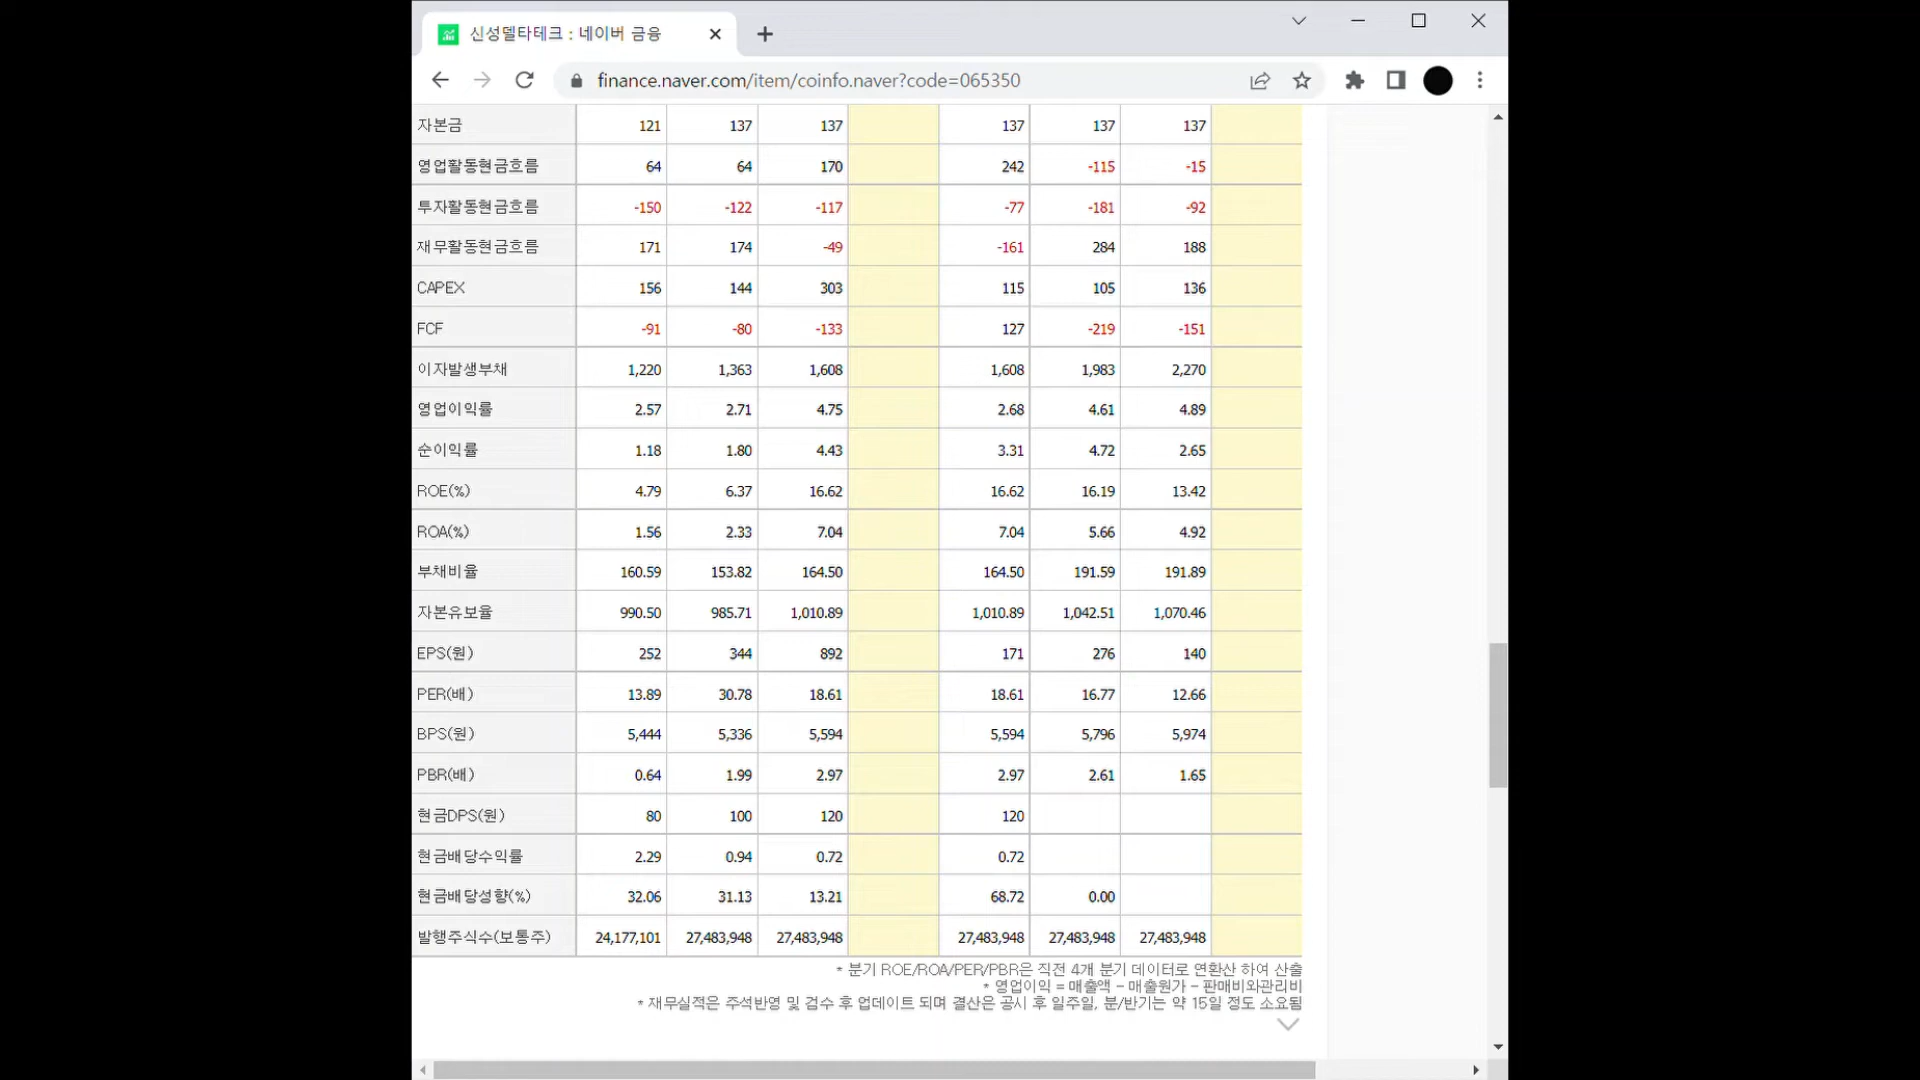 신성델타테크 : 네이버 금융
finance.naver.com/item/coinfo.naver?code=065350
자본금 121 137 137 137 137 137
영업활동현금흐름 64 64 170 242 -115 -15
투자활동현금흐름 -150 -122 -117 -77 -181 -92
재무활동현금흐름 171 174 -49 -161 284 188
CAPEX 156 144 303 115 105 136
FCF -91 -80 -133 127 -219 -151
이자발생부채 1,220 1,363 1,608 1,608 1,983 2,270
영업이익률 2.57 2.71 4.75 2.68 4.61 4.89
순이익률 1.18 1.80 4.43 3.31 4.72 2.65
ROE(%) 4.79 6.37 16.62 16.62 16.19 13.42
ROA(%) 1.56 2.33 7.04 7.04 5.66 4.92
부채비율 160.59 153.82 164.50 164.50 191.59 191.89
자본유보율 990.50 985.71 1,010.89 1,010.89 1,042.51 1,070.46
EPS(원) 252 344 892 171 276 140
PER(배) 13.89 30.78 18.61 18.61 16.77 12.66
BPS(원) 5,444 5,336 5,594 5,594 5,796 5,974
PBR(배) 0.64 1.99 2.97 2.97 2.61 1.65
현금DPS(원) 80 100 120 120
현금배당수익률 2.29 0.94 0.72 0.72
현금배당성향(%) 32.06 31.13 13.21 68.72 0.00
발행주식수(보통주) 24,177,101 27,483,948 27,483,948 27,483,948 27,483,948 27,483,948
* 분기 ROE/ROA/PER/PBR은 직전 4개 분기 데이터로 연환산 하여 산출
* 영업이익 = 매출액 - 매출원가 - 판매비와관리비
* 재무실적은 주석반영 및 검수 후 업데이트 되며 결산은 공시 후 일주일, 분/반기는 약 15일 정도 소요됨